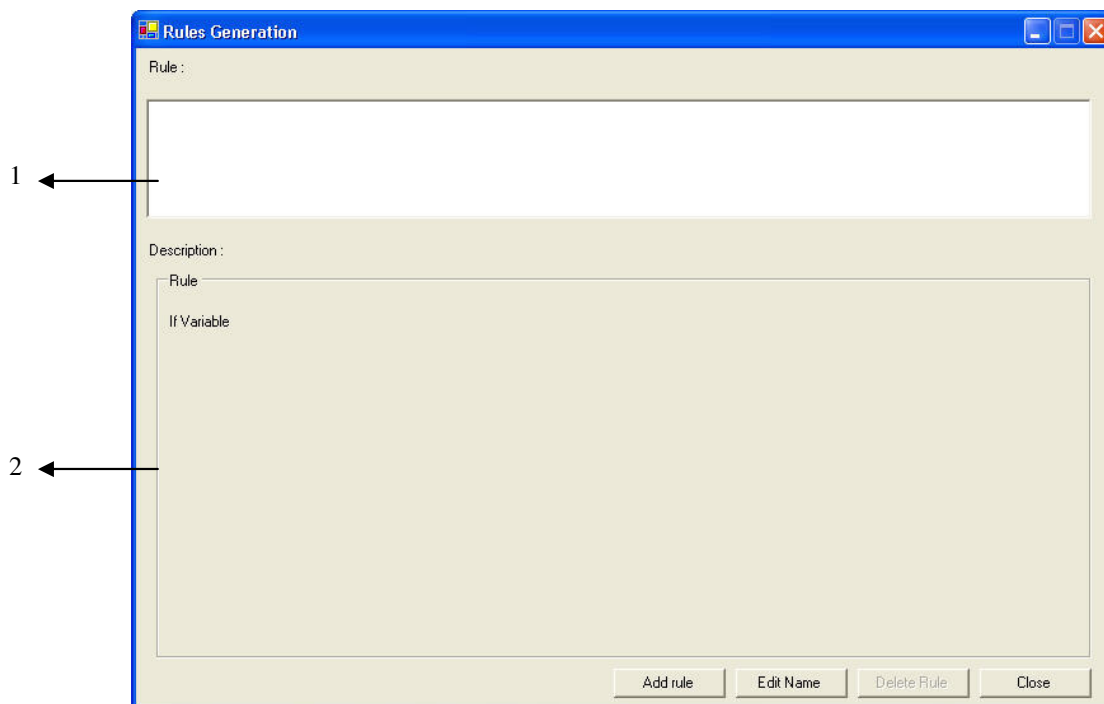 Rules Generation
Rule :
1
Description :
Rule
If Variable
2
Add rule Edit Name Delete Rule Close